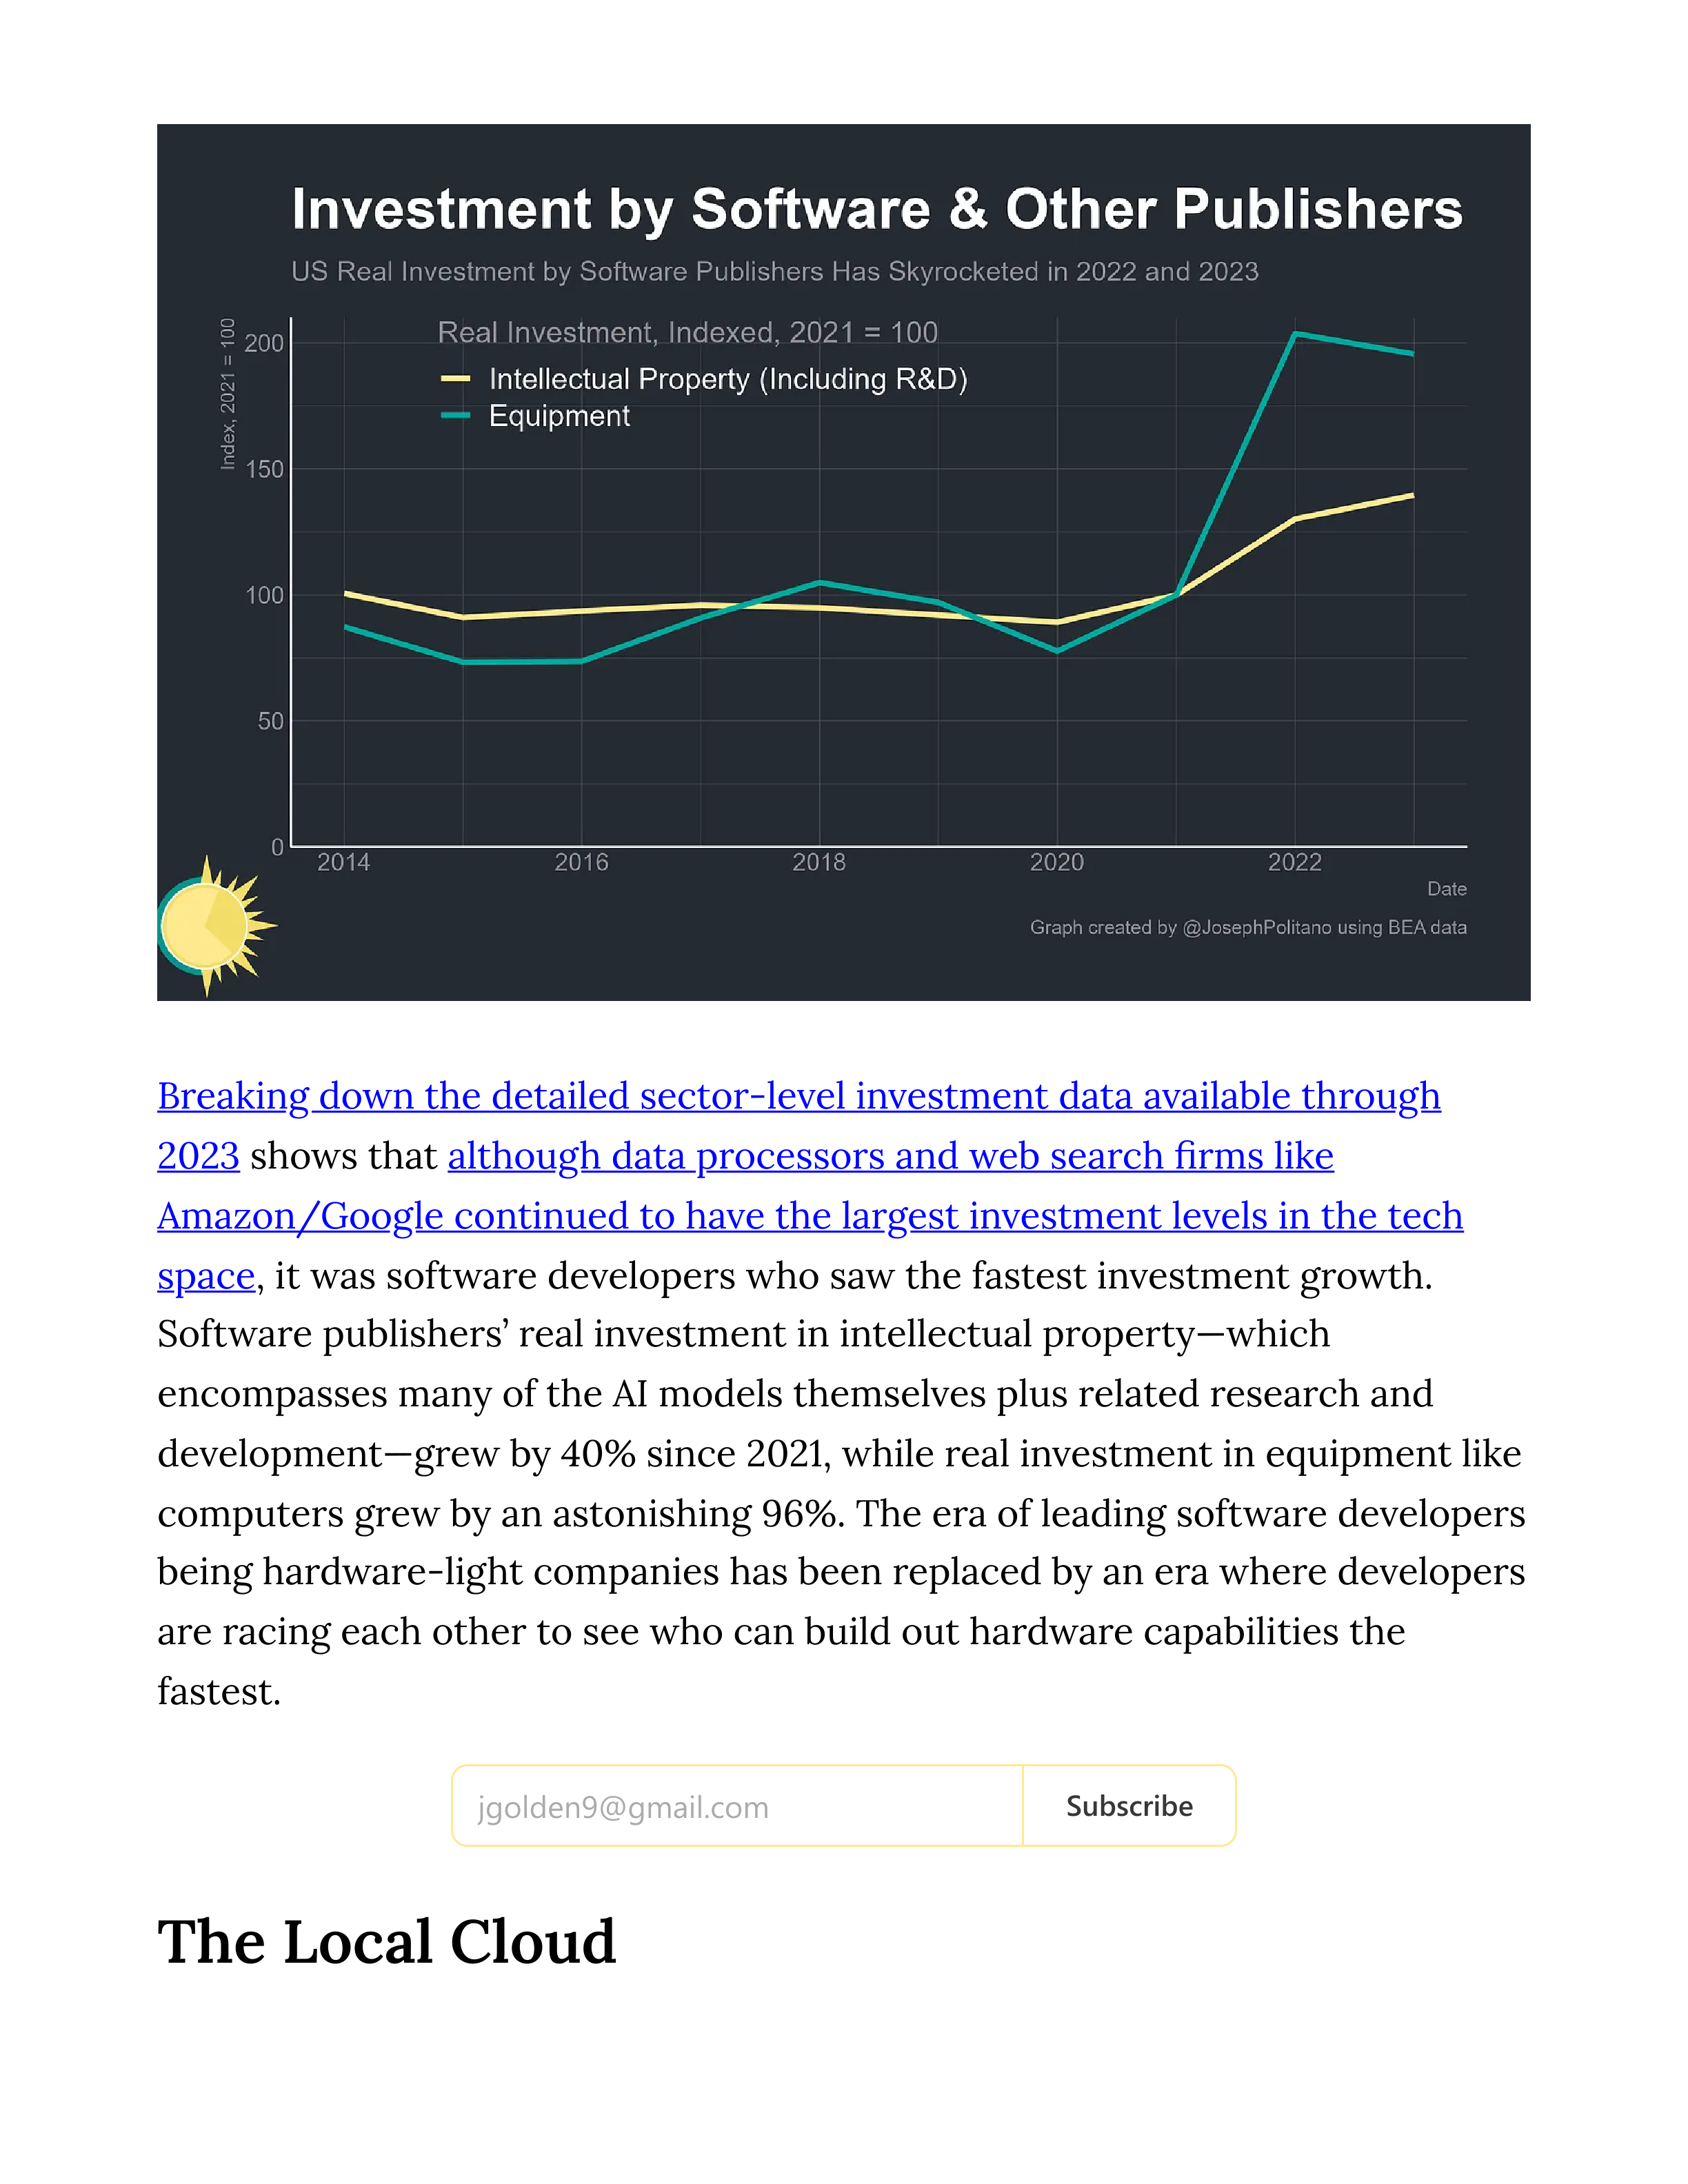 Investment by Software & Other Publishers
US Real Investment by Software Publishers Has Skyrocketed in 2022 and 2023
Index, 2021 = 100
Real Investment, Indexed, 2021 = 100
Intellectual Property (Including R&D)
Equipment
200
150
100
50
0
2014 2016 2018 2020 2022
Date
Graph created by @JosephPolitano using BEA data
Breaking down the detailed sector-level investment data available through
2023 shows that although data processors and web search firms like
Amazon/Google continued to have the largest investment levels in the tech
space, it was software developers who saw the fastest investment growth.
Software publishers’ real investment in intellectual property—which
encompasses many of the AI models themselves plus related research and
development—grew by 40% since 2021, while real investment in equipment like
computers grew by an astonishing 96%. The era of leading software developers
being hardware-light companies has been replaced by an era where developers
are racing each other to see who can build out hardware capabilities the
fastest.
jgolden9@gmail.com Subscribe
The Local Cloud